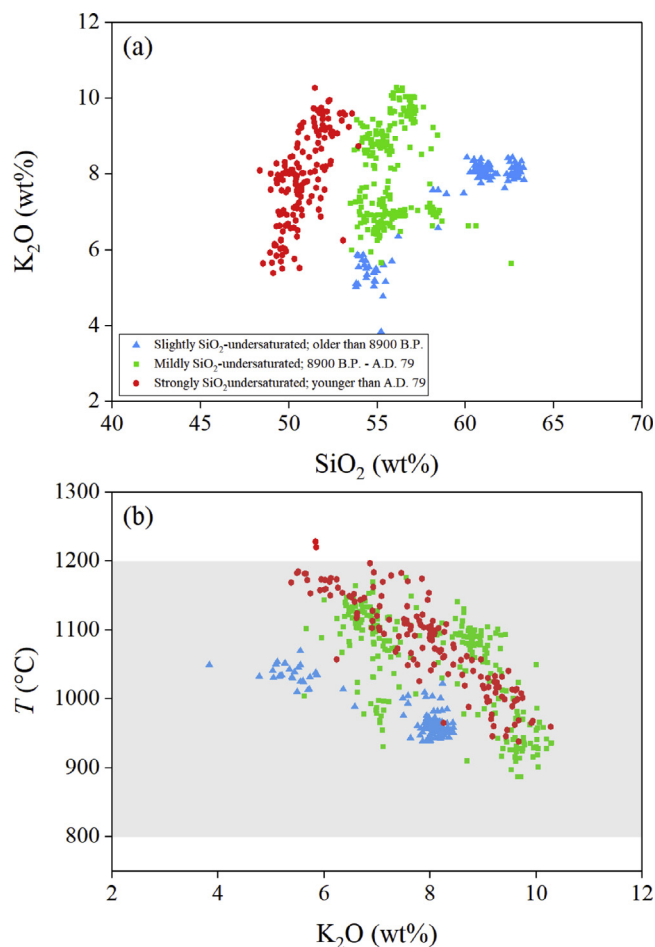 (a)
12
10
8
6
4
2
K₂O (wt%)
Slightly SiO₂-undersaturated; older than 8900 B.P.
Mildly SiO₂-undersaturated; 8900 B.P. - A.D. 79
Strongly SiO₂undersaturated; younger than A.D. 79
40 45 50 55 60 65 70
SiO₂ (wt%)
(b)
1300
1200
1100
1000
900
800
T (°C)
2 4 6 8 10 12
K₂O (wt%)